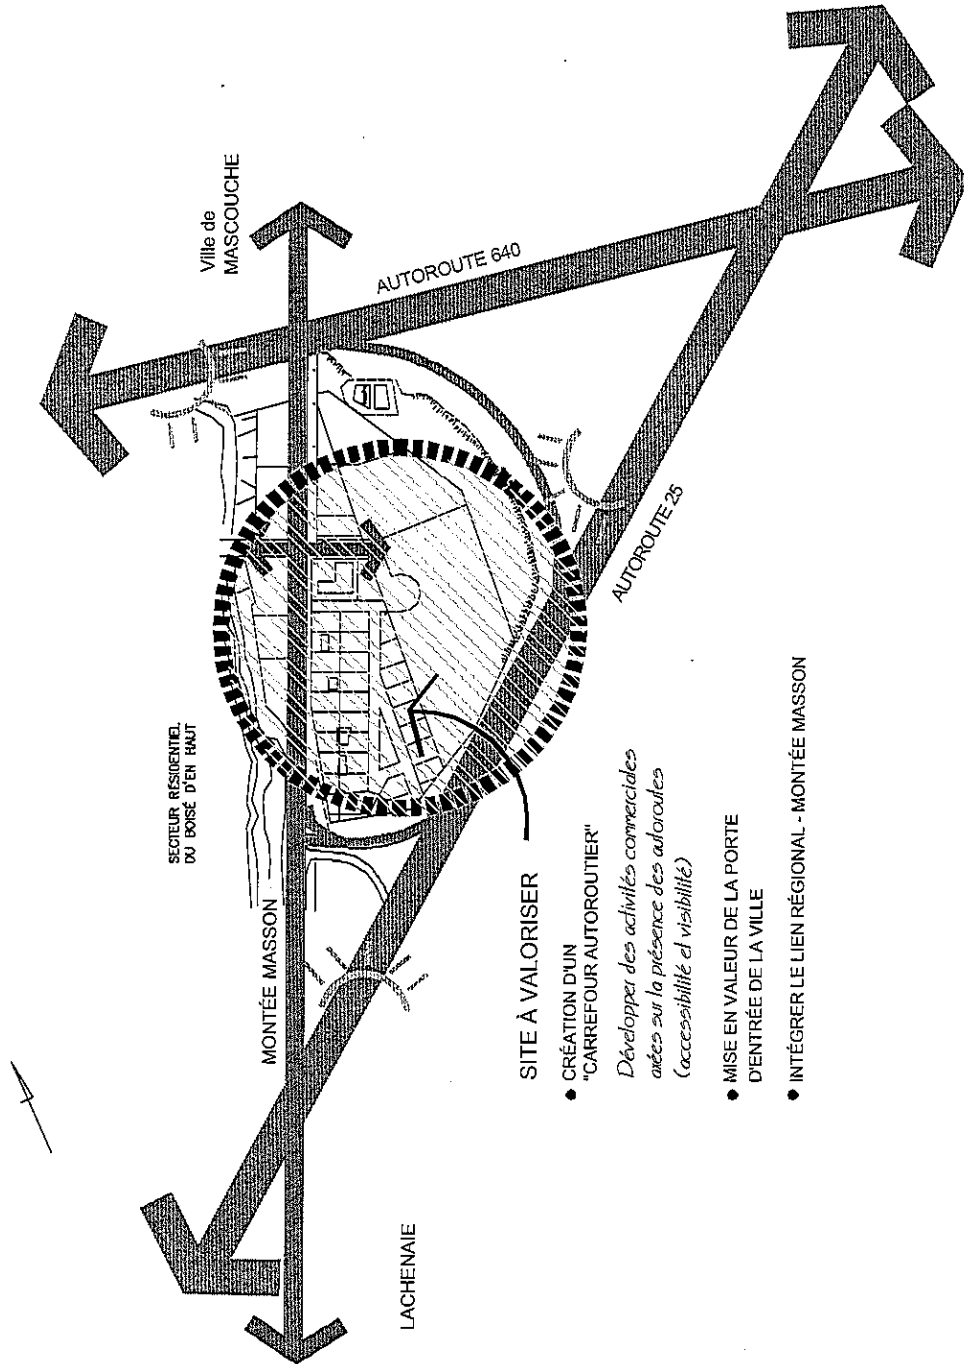 Ville de
MASCOUCHE
AUTOROUTE 640
SECTEUR RÉSIDENTIEL
DU BOISÉ D'EN HAUT
MONTÉE MASSON
AUTOROUTE 25
LACHENAIE
SITE À VALORISER
● CRÉATION D'UN
"CARREFOUR AUTOROUTIER"
Développer des activités commerciales
axées sur la présence des autoroutes
(accessibilité et visibilité)
● MISE EN VALEUR DE LA PORTE
D'ENTRÉE DE LA VILLE
● INTÉGRER LE LIEN RÉGIONAL - MONTÉE MASSON